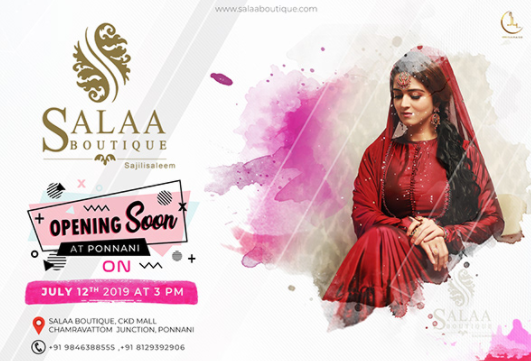 www.salaaboutique.com
SALAA
BOUTIQUE
Sajilisaleem
OPENING Soon
AT PONNANI
ON
JULY 12TH 2019 AT 3 PM
SALAA BOUTIQUE, CKD MALL
CHAMRAVATTOM JUNCTION, PONNANI
+91 9846388555 ,+91 8129392906
SALAA
BOUTIQUE